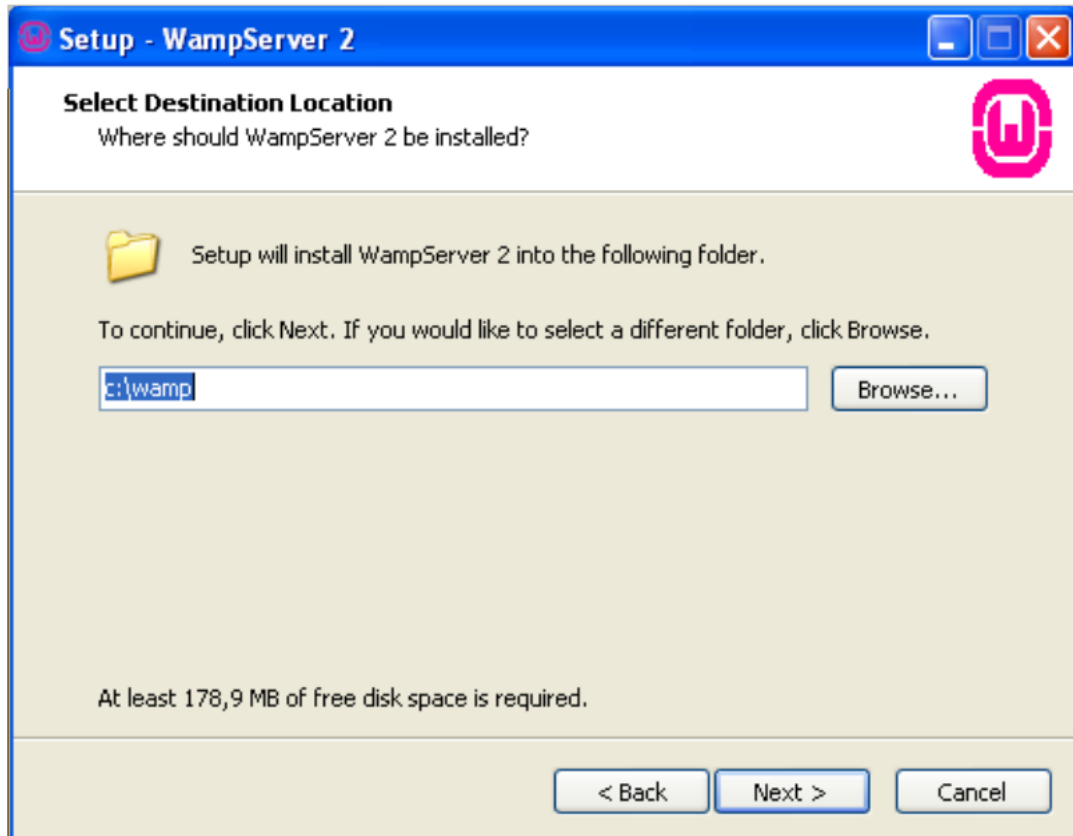 Setup - WampServer 2
Select Destination Location
Where should WampServer 2 be installed?
Setup will install WampServer 2 into the following folder.
To continue, click Next. If you would like to select a different folder, click Browse.
c:\wamp
Browse...
At least 178,9 MB of free disk space is required.
< Back
Next >
Cancel